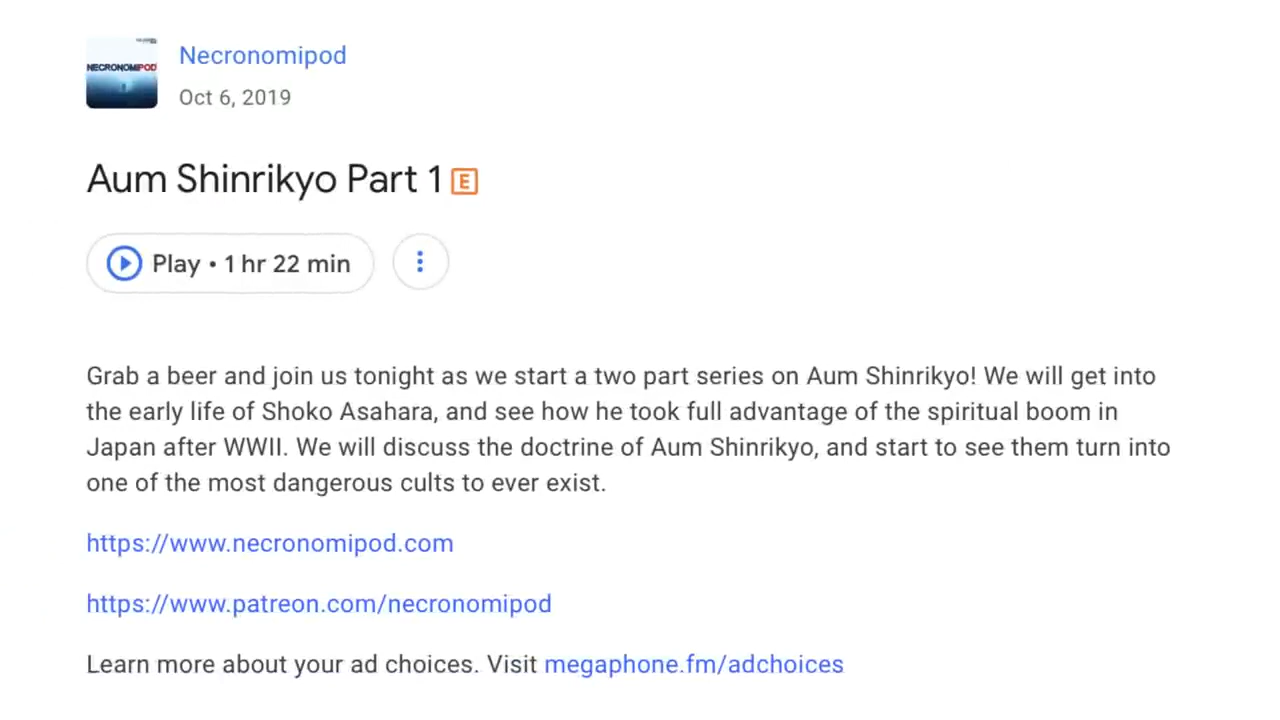 NECRONOMIPOD
Necronomipod
Oct 6, 2019
Aum Shinrikyo Part 1 E
Play • 1 hr 22 min
Grab a beer and join us tonight as we start a two part series on Aum Shinrikyo! We will get into
the early life of Shoko Asahara, and see how he took full advantage of the spiritual boom in
Japan after WWII. We will discuss the doctrine of Aum Shinrikyo, and start to see them turn into
one of the most dangerous cults to ever exist.
https://www.necronomipod.com
https://www.patreon.com/necronomipod
Learn more about your ad choices. Visit megaphone.fm/adchoices